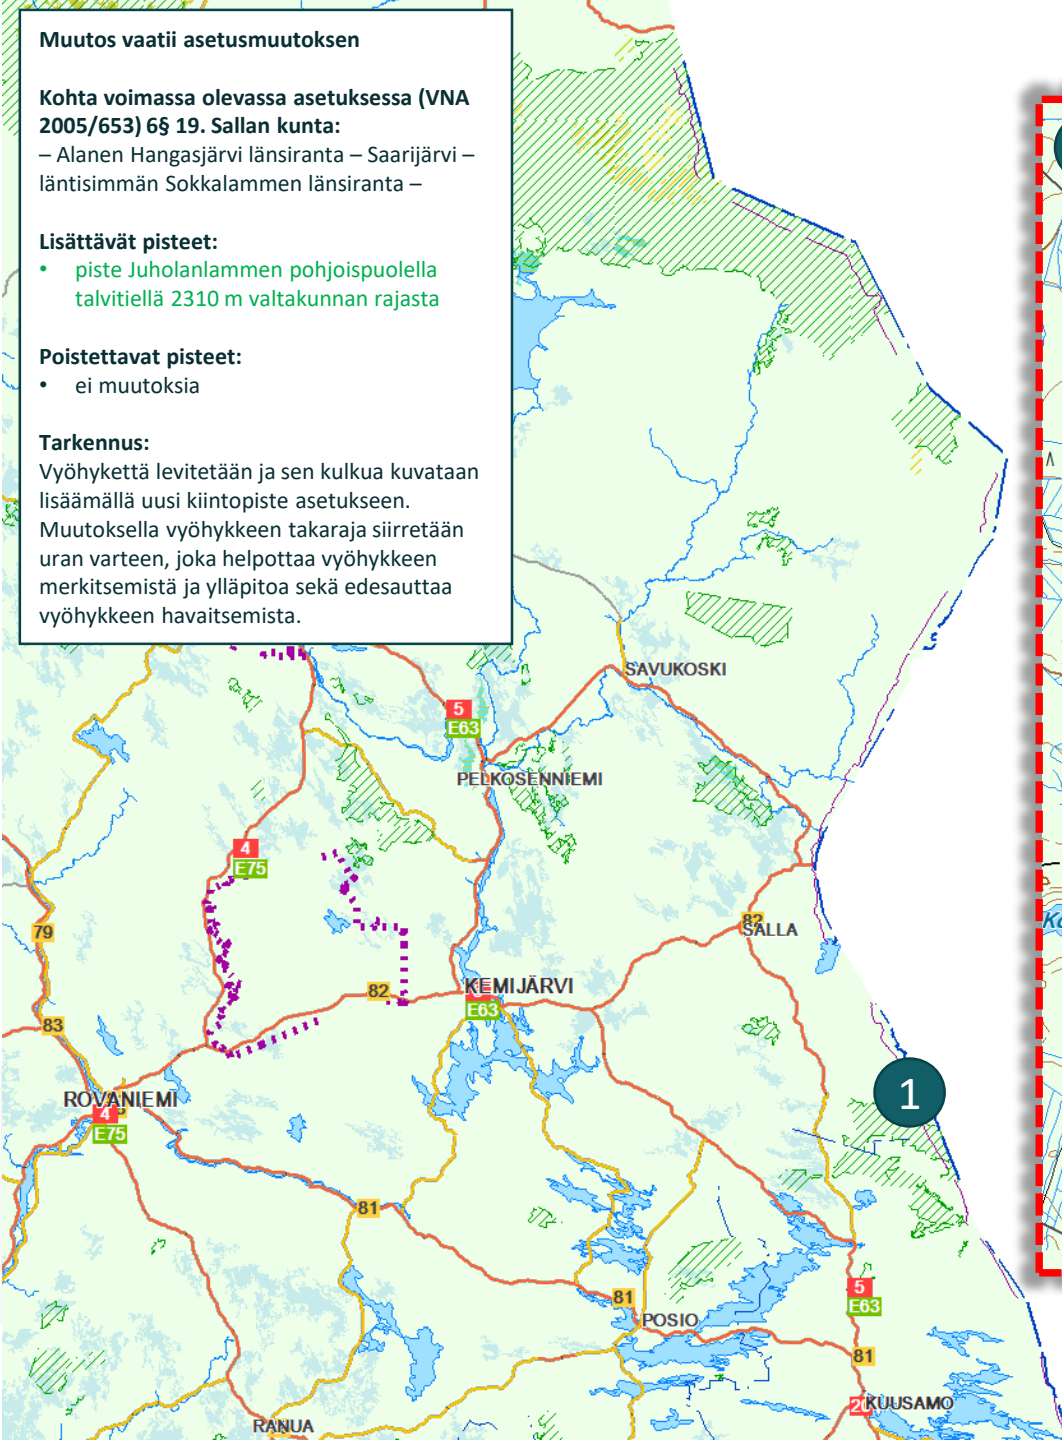 Muutos vaatii asetusmuutoksen
Kohta voimassa olevassa asetuksessa (VNA
2005/653) 6§ 19. Sallan kunta:
– Alanen Hangasjärvi länsiranta – Saarijärvi –
läntisimmän Sokkalammen länsiranta –
Lisättävät pisteet:
• piste Juholanlammen pohjoispuolella
talvitiellä 2310 m valtakunnan rajasta
Poistettavat pisteet:
• ei muutoksia
Tarkennus:
Vyöhykettä levitetään ja sen kulkua kuvataan
lisäämällä uusi kiintopiste asetukseen.
Muutoksella vyöhykkeen takaraja siirretään
uran varteen, joka helpottaa vyöhykkeen
merkitsemistä ja ylläpitoa sekä edesauttaa
vyöhykkeen havaitsemista.
SAVUKOSKI
5
E63
PELKOSENNIEMI
4
E75
79
82
SALLA
82
KEMIJÄRVI
E63
83
1
ROVANIEMI
4
E75
81
5
E63
81
POSIO
81
KUUSAMO
RANUA